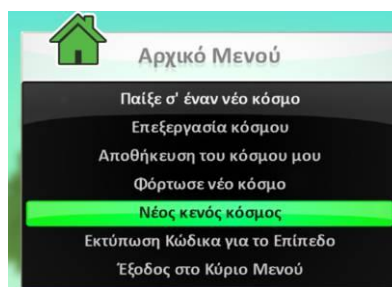 Αρχικό Μενού
Παίξε σ' έναν νέο κόσμο
Επεξεργασία κόσμου
Αποθήκευση του κόσμου μου
Φόρτωσε νέο κόσμο
Νέος κενός κόσμος
Εκτύπωση Κώδικα για το Επίπεδο
Έξοδος στο Κύριο Μενού